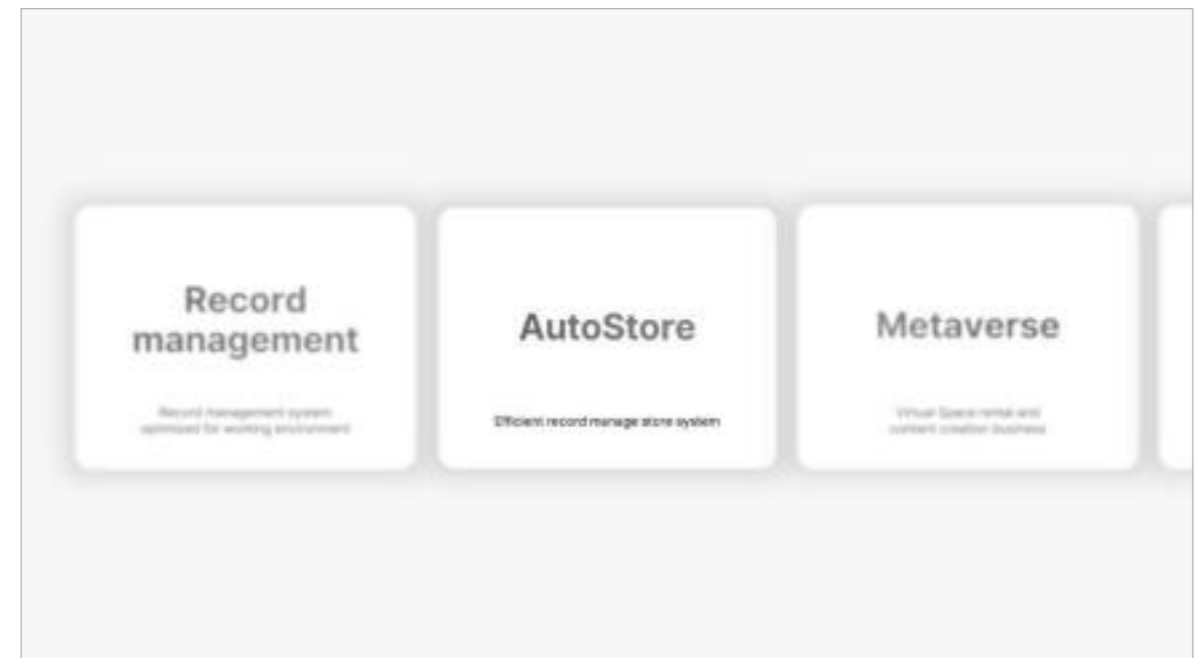 Record
management
Record management system
optimized for working environment
AutoStore
Efficient record manage store system
Metaverse
Virtual Space rental and
content creation business